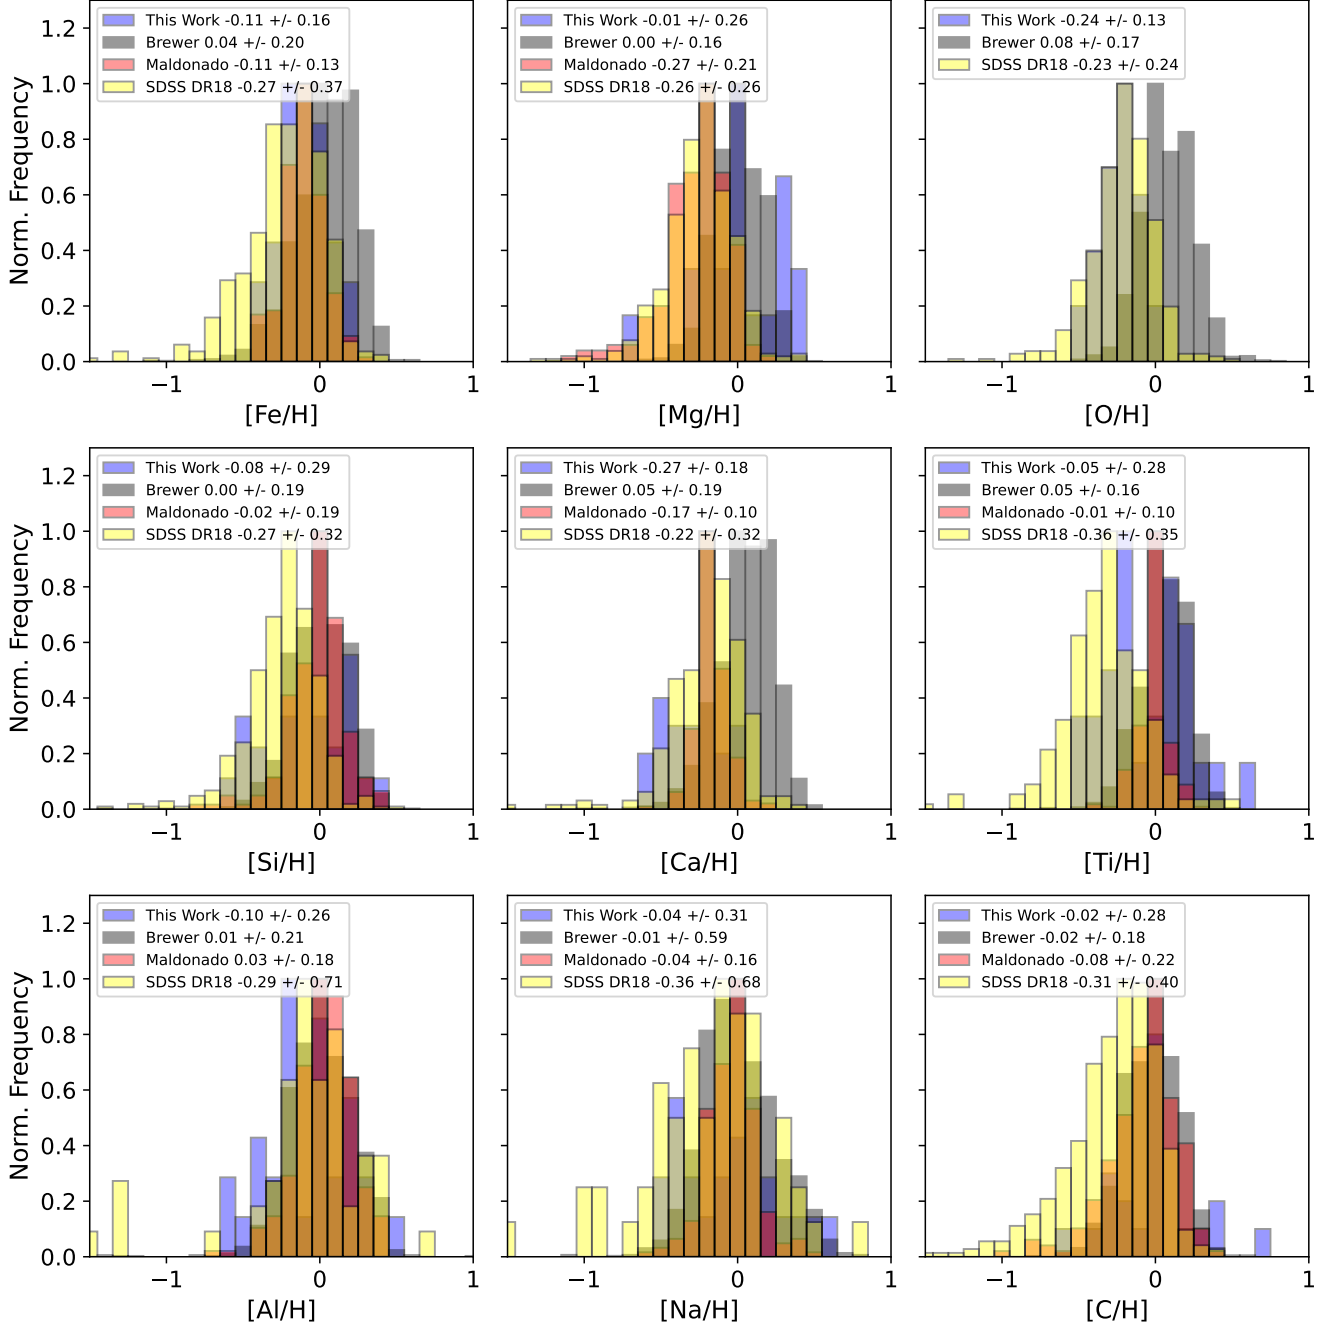 This Work -0.11 +/- 0.16
Brewer 0.04 +/- 0.20
Maldonado -0.11 +/- 0.13
SDSS DR18 -0.27 +/- 0.37
Norm. Frequency
1.2
1.0
0.8
0.6
0.4
0.2
0.0
−1
0
1
[Fe/H]
This Work -0.01 +/- 0.26
Brewer 0.00 +/- 0.16
Maldonado -0.27 +/- 0.21
SDSS DR18 -0.26 +/- 0.26
−1
0
1
[Mg/H]
This Work -0.24 +/- 0.13
Brewer 0.08 +/- 0.17
SDSS DR18 -0.23 +/- 0.24
−1
0
1
[O/H]
This Work -0.08 +/- 0.29
Brewer 0.00 +/- 0.19
Maldonado -0.02 +/- 0.19
SDSS DR18 -0.27 +/- 0.32
Norm. Frequency
1.2
1.0
0.8
0.6
0.4
0.2
0.0
−1
0
1
[Si/H]
This Work -0.27 +/- 0.18
Brewer 0.05 +/- 0.19
Maldonado -0.17 +/- 0.10
SDSS DR18 -0.22 +/- 0.32
−1
0
1
[Ca/H]
This Work -0.05 +/- 0.28
Brewer 0.05 +/- 0.16
Maldonado -0.01 +/- 0.10
SDSS DR18 -0.36 +/- 0.35
−1
0
1
[Ti/H]
This Work -0.10 +/- 0.26
Brewer 0.01 +/- 0.21
Maldonado 0.03 +/- 0.18
SDSS DR18 -0.29 +/- 0.71
Norm. Frequency
1.2
1.0
0.8
0.6
0.4
0.2
0.0
−1
0
1
[Al/H]
This Work -0.04 +/- 0.31
Brewer -0.01 +/- 0.59
Maldonado -0.04 +/- 0.16
SDSS DR18 -0.36 +/- 0.68
−1
0
1
[Na/H]
This Work -0.02 +/- 0.28
Brewer -0.02 +/- 0.18
Maldonado -0.08 +/- 0.22
SDSS DR18 -0.31 +/- 0.40
−1
0
1
[C/H]